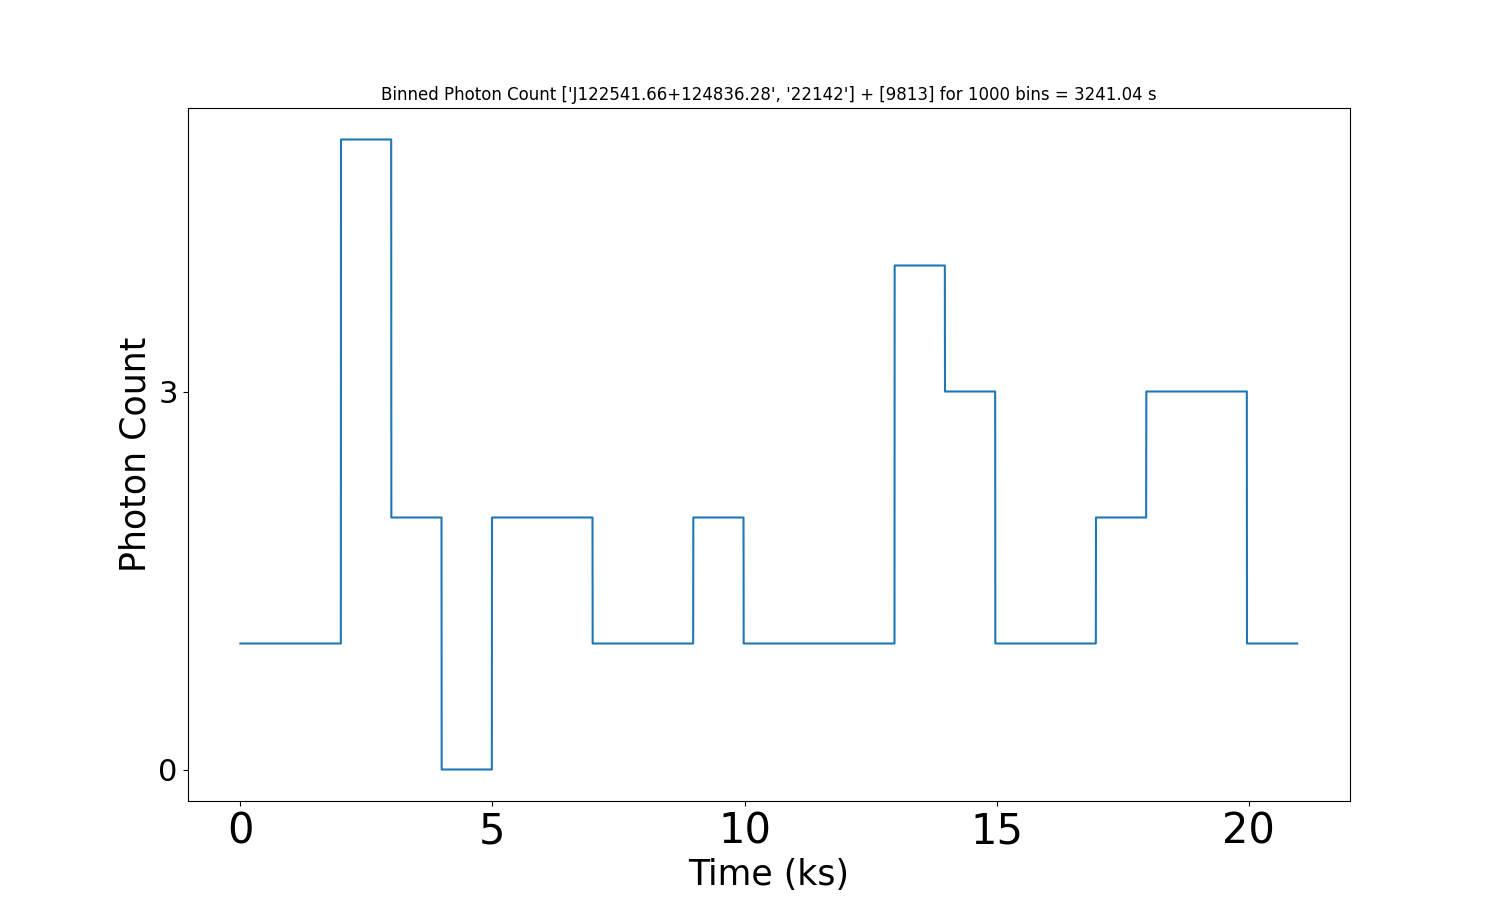 Binned Photon Count ['J122541.66+124836.28', '22142'] + [9813] for 1000 bins = 3241.04 s
Photon Count
3
0
0 5 10 15 20
Time (ks)